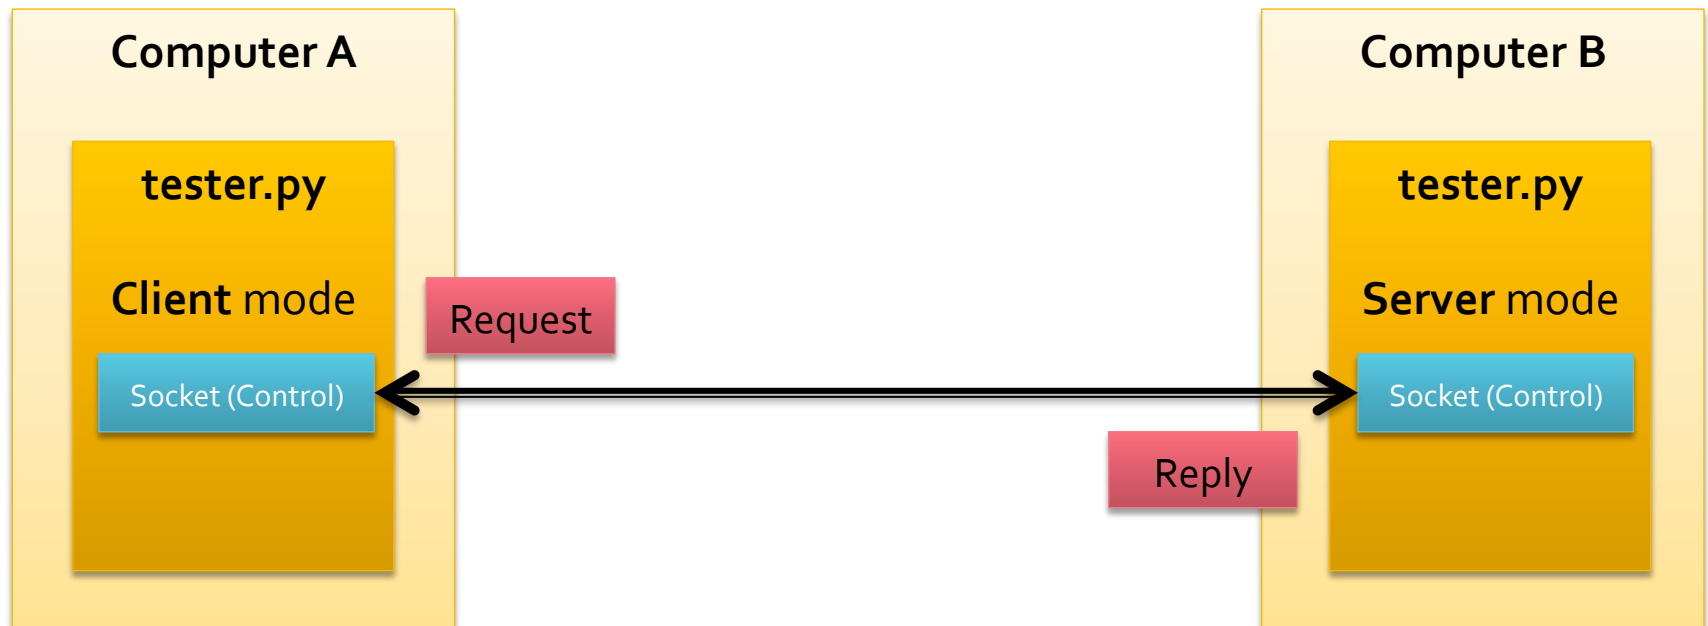 Computer A
tester.py
Client mode
Socket (Control)
Request
Reply
Computer B
tester.py
Server mode
Socket (Control)